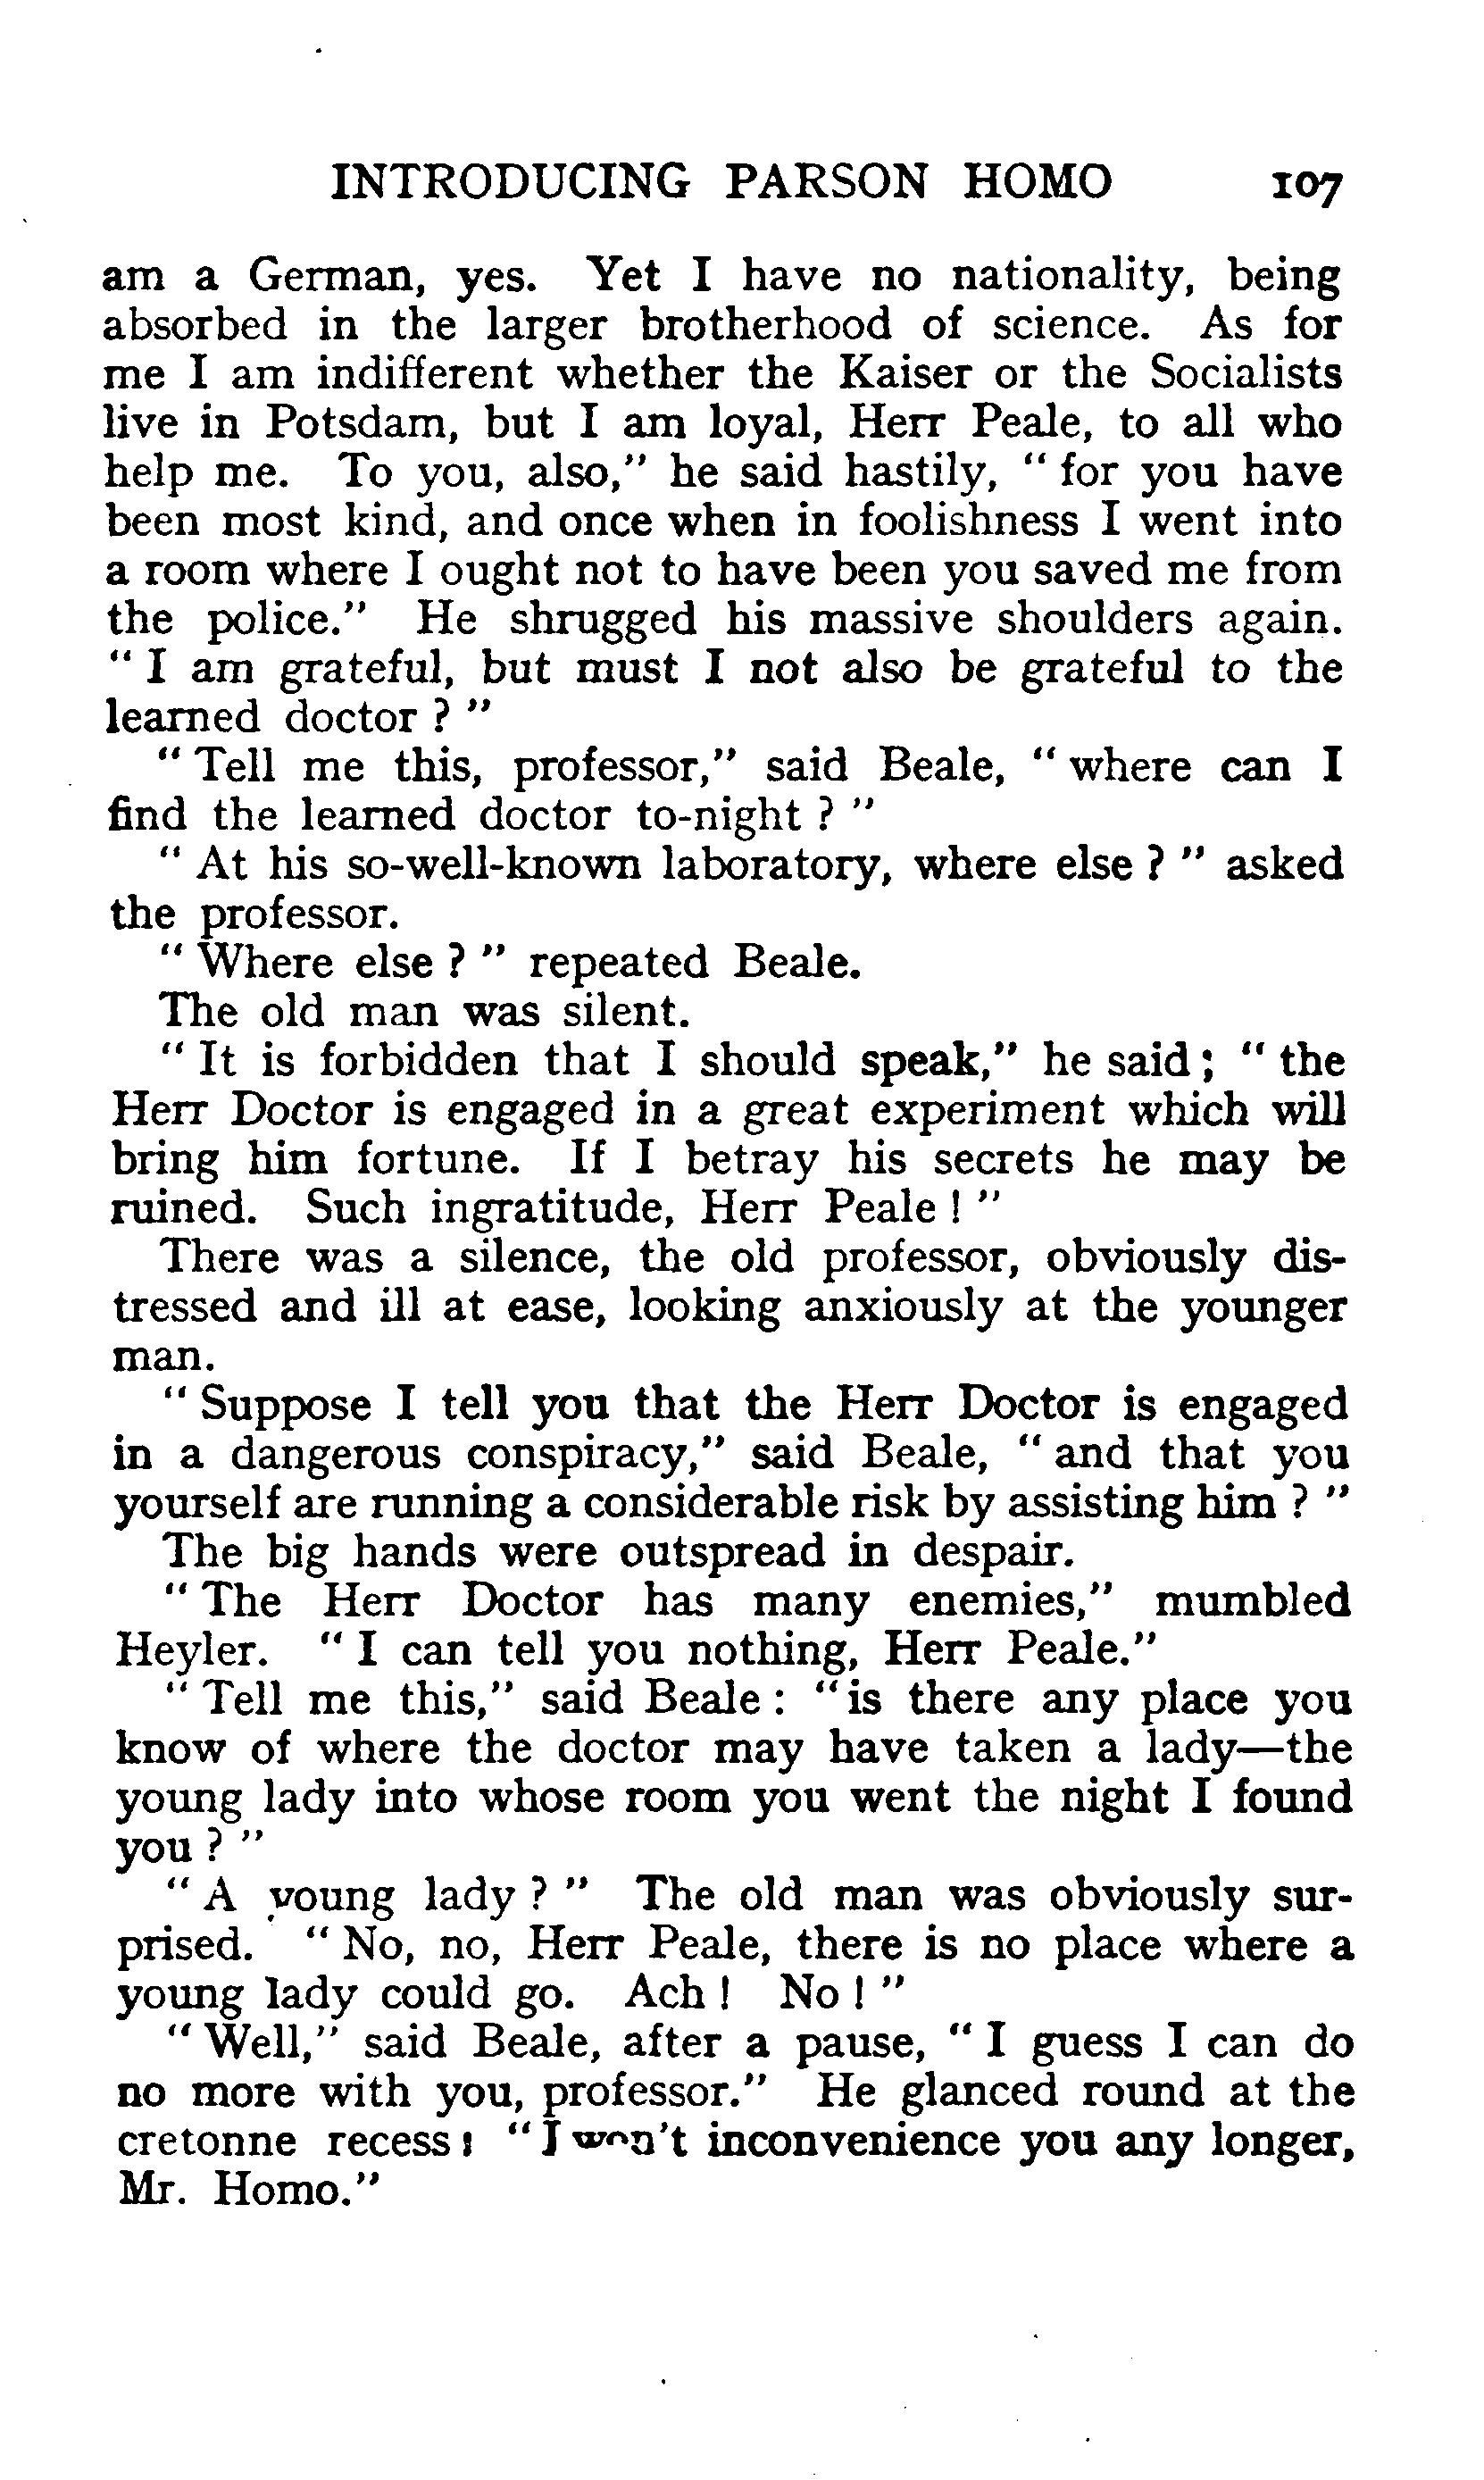 INTRODUCING PARSON HOMO 107
am a German, yes. Yet I have no nationality, being
absorbed in the larger brotherhood of science. As for
me I am indifferent whether the Kaiser or the Socialists
live in Potsdam, but I am loyal, Herr Peale, to all who
help me. To you, also,” he said hastily, “ for you have
been most kind, and once when in foolishness I went into
a room where I ought not to have been you saved me from
the police.” He shrugged his massive shoulders again.
“ I am grateful, but must I not also be grateful to the
learned doctor ? ”
“ Tell me this, professor,” said Beale, “ where can I
find the learned doctor to-night ? ”
“ At his so-well-known laboratory, where else ? ” asked
the professor.
“ Where else ? ” repeated Beale.
The old man was silent.
“ It is forbidden that I should speak,” he said ; “ the
Herr Doctor is engaged in a great experiment which will
bring him fortune. If I betray his secrets he may be
ruined. Such ingratitude, Herr Peale ! ”
There was a silence, the old professor, obviously dis-
tressed and ill at ease, looking anxiously at the younger
man.
“ Suppose I tell you that the Herr Doctor is engaged
in a dangerous conspiracy,” said Beale, “ and that you
yourself are running a considerable risk by assisting him ? ”
The big hands were outspread in despair.
“ The Herr Doctor has many enemies,” mumbled
Heyler. “ I can tell you nothing, Herr Peale.”
“ Tell me this,” said Beale : “ is there any place you
know of where the doctor may have taken a lady—the
young lady into whose room you went the night I found
you ? ”
“ A young lady ? ” The old man was obviously sur-
prised. “ No, no, Herr Peale, there is no place where a
young lady could go. Ach ! No ! ”
“ Well,” said Beale, after a pause, “ I guess I can do
no more with you, professor.” He glanced round at the
cretonne recess : “ I won't inconvenience you any longer,
Mr. Homo.”